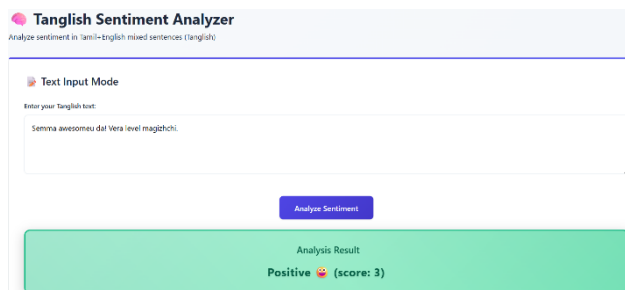 🧠 Tanglish Sentiment Analyzer
Analyze sentiment in Tamil+English mixed sentences (Tanglish)
📝 Text Input Mode
Enter your Tanglish text:
Semma awesomeu da! Vera level magizhchi.
Analyze Sentiment
Analysis Result
Positive 😀 (score: 3)